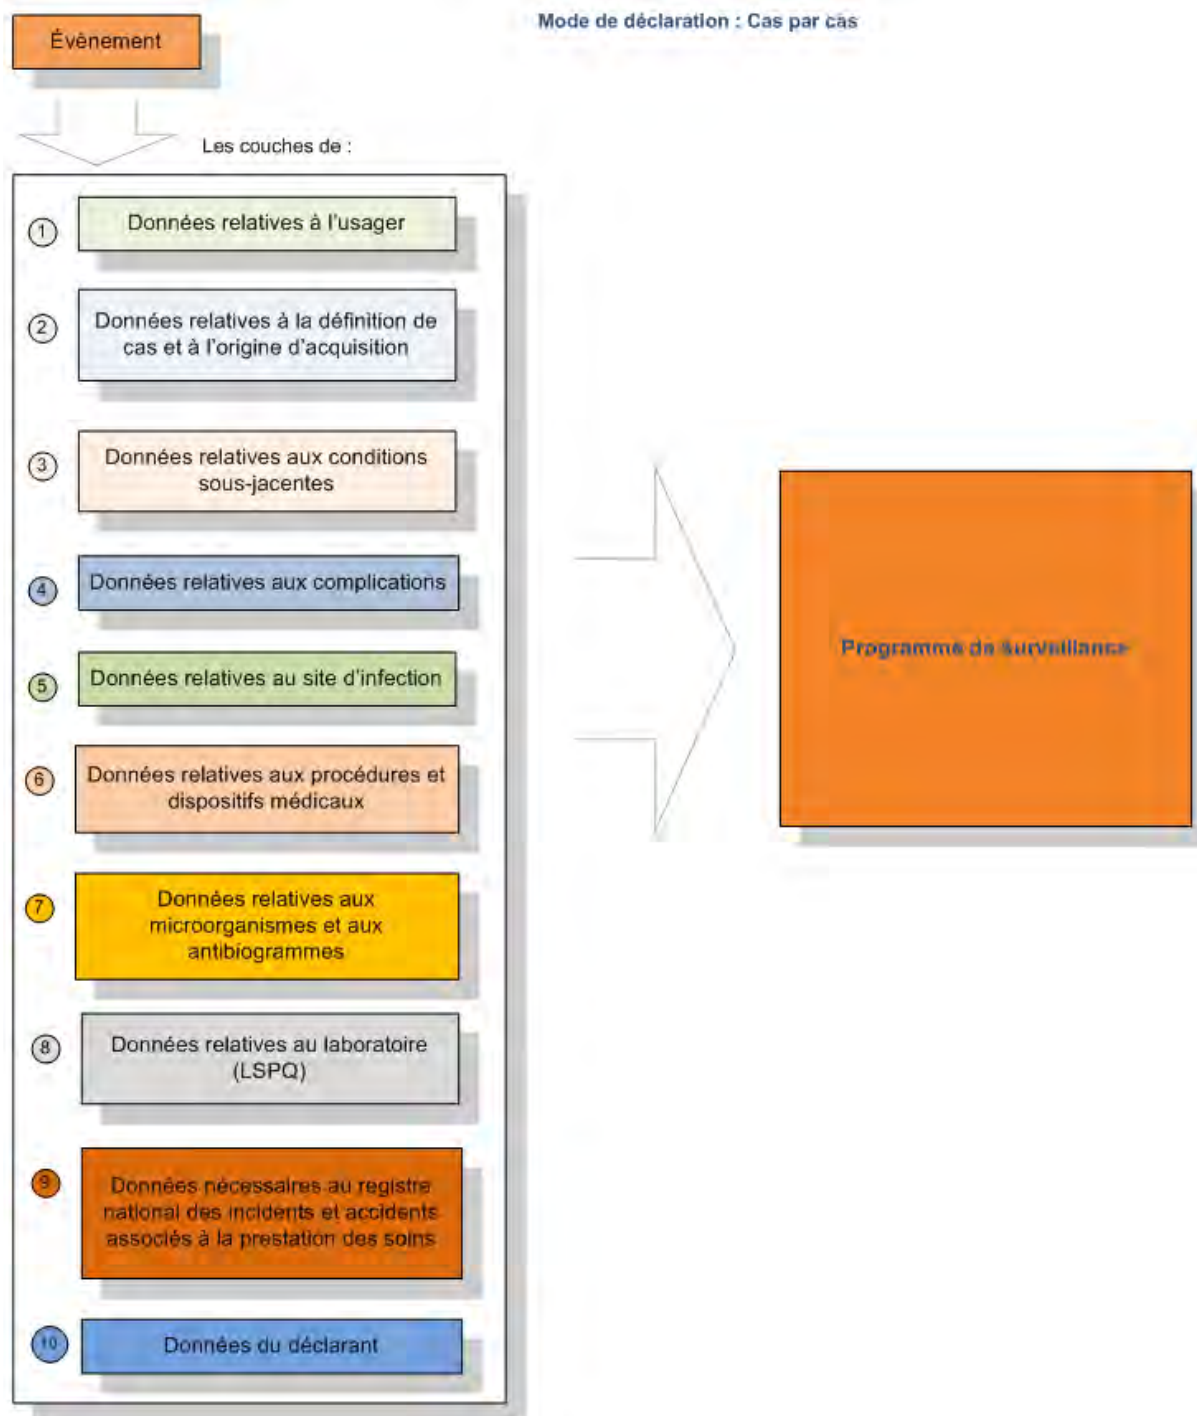 Mode de déclaration : Cas par cas
Évènement
Les couches de :
1
Données relatives à l'usager
2
Données relatives à la définition de
cas et à l'origine d'acquisition
3
Données relatives aux conditions
sous-jacentes
4
Données relatives aux complications
5
Données relatives au site d'infection
6
Données relatives aux procédures et
dispositifs médicaux
7
Données relatives aux
microorganismes et aux
antibiogrammes
8
Données relatives au laboratoire
(LSPQ)
9
Données nécessaires au registre
national des incidents et accidents
associés à la prestation des soins
10
Données du déclarant
Programme de Surveillance